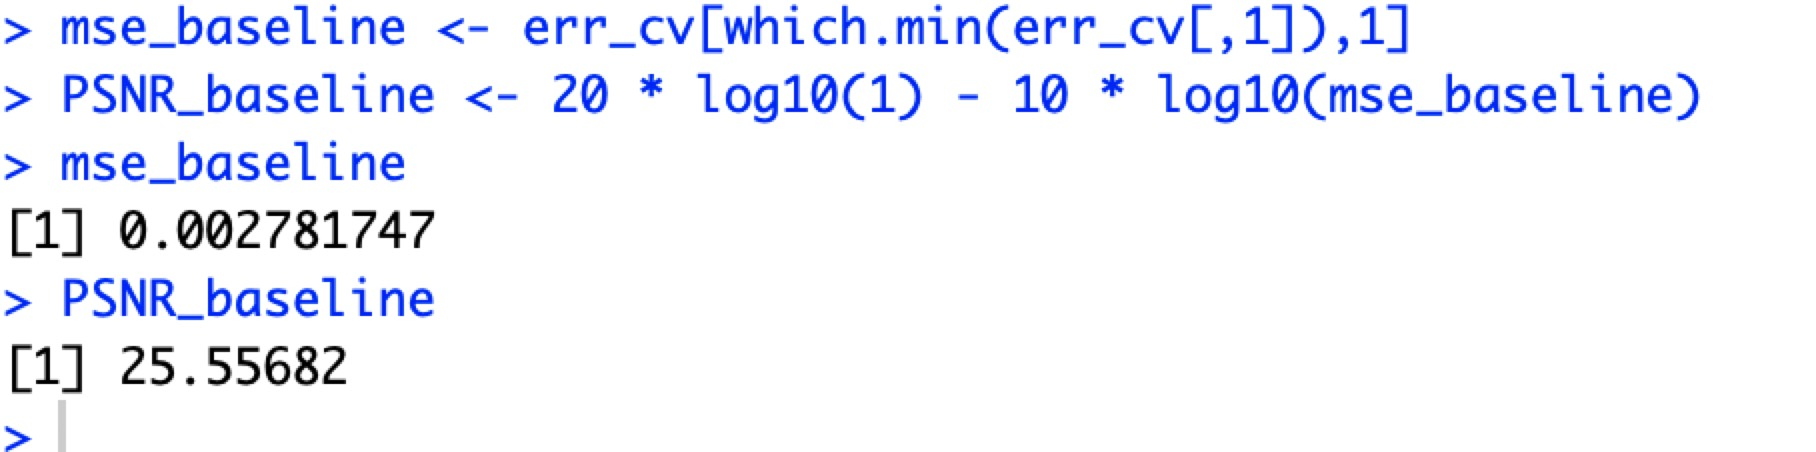 > mse_baseline <- err_cv[which.min(err_cv[,1]),1]
> PSNR_baseline <- 20 * log10(1) - 10 * log10(mse_baseline)
> mse_baseline
[1] 0.002781747
> PSNR_baseline
[1] 25.55682
>